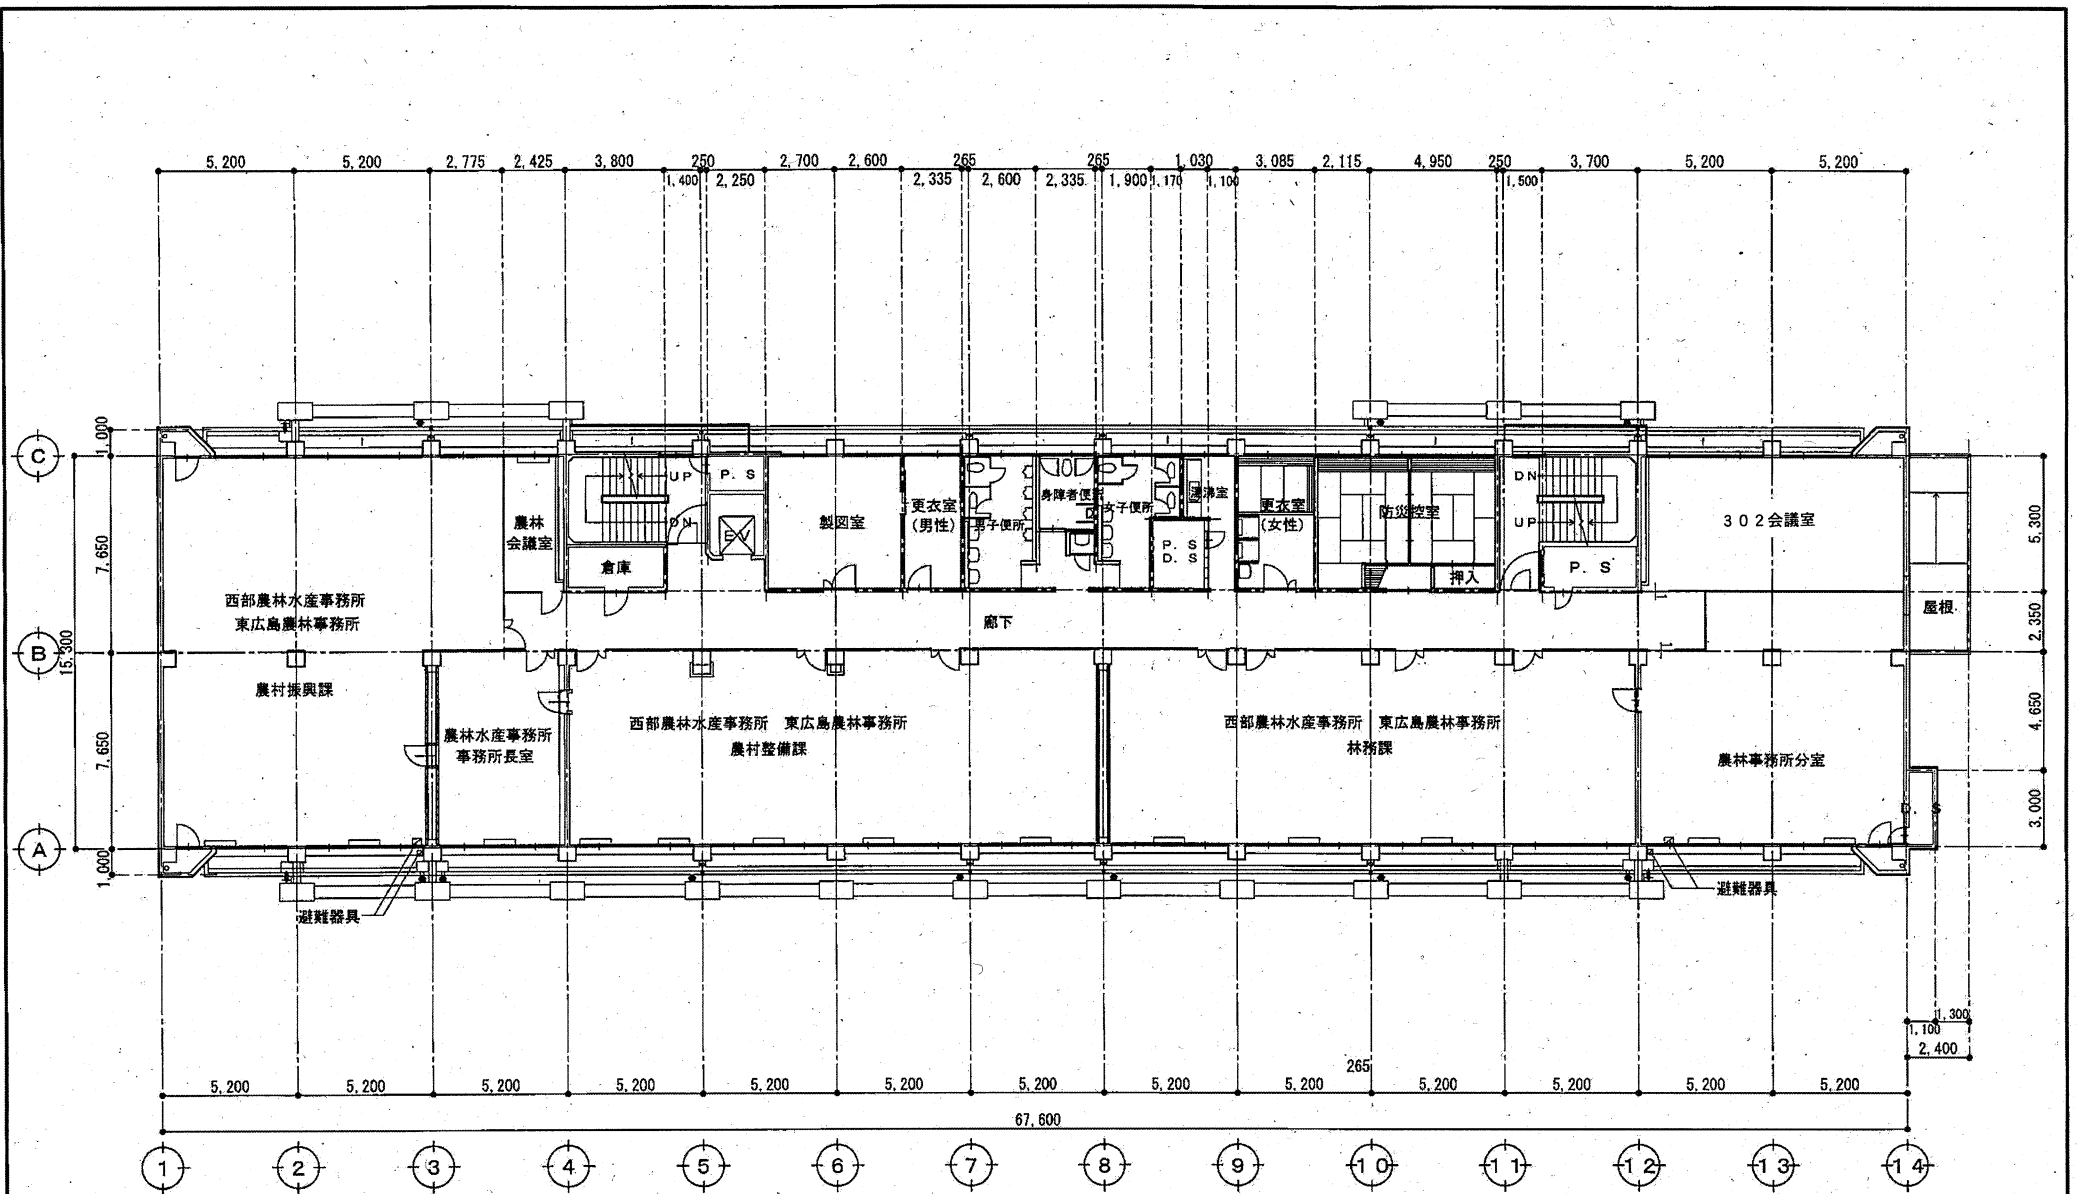 5,200 5,200 2,775 2,425 3,800 250 2,700 2,600 265 265 1,030 3,085 2,115 4,950 250 3,700 5,200 5,200
1,400 2,250 2,335 2,600 2,335 1,900 1,170 1,100 1,500
1,000
C
7,650
15,300
B
7,650
A
1,000
農林
会議室
UP
DN
P.S
EV
倉庫
製図室
更衣室
(男性)
男子便所
身障者便所
女子便所
湯沸室
P.S
D.S
更衣室
(女性)
防災控室
押入
DN
UP
P.S
302会議室
5,300
屋根
2,350
西部農林水産事務所
東広島農林事務所
廊下
農村振興課
農林水産事務所
事務所長室
西部農林水産事務所 東広島農林事務所
農村整備課
西部農林水産事務所 東広島農林事務所
林務課
農林事務所分室
4,650
D.S
3,000
避難器具
避難器具
1,300
1,100
2,400
265
5,200 5,200 5,200 5,200 5,200 5,200 5,200 5,200 5,200 5,200 5,200 5,200 5,200
67,600
1 2 3 4 5 6 7 8 9 10 11 12 13 14